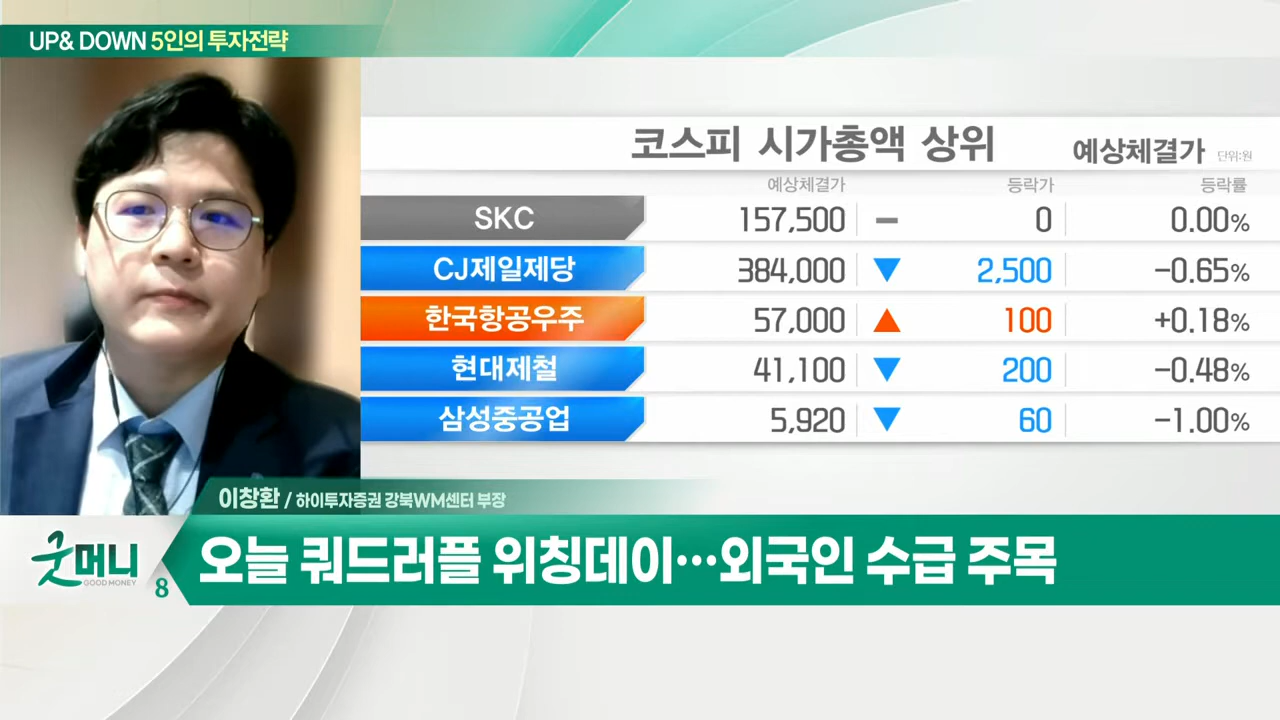 UP& DOWN 5인의 투자전략
코스피 시가총액 상위 예상체결가 단위:원
예상체결가 등락가 등락률
SKC 157,500 0 0.00%
CJ제일제당 384,000 ▼ 2,500 -0.65%
한국항공우주 57,000 ▲ 100 +0.18%
현대제철 41,100 ▼ 200 -0.48%
삼성중공업 5,920 ▼ 60 -1.00%
이창환 / 하이투자증권 강북WM센터 부장
굿머니
GOOD MONEY
8
오늘 쿼드러플 위칭데이…외국인 수급 주목